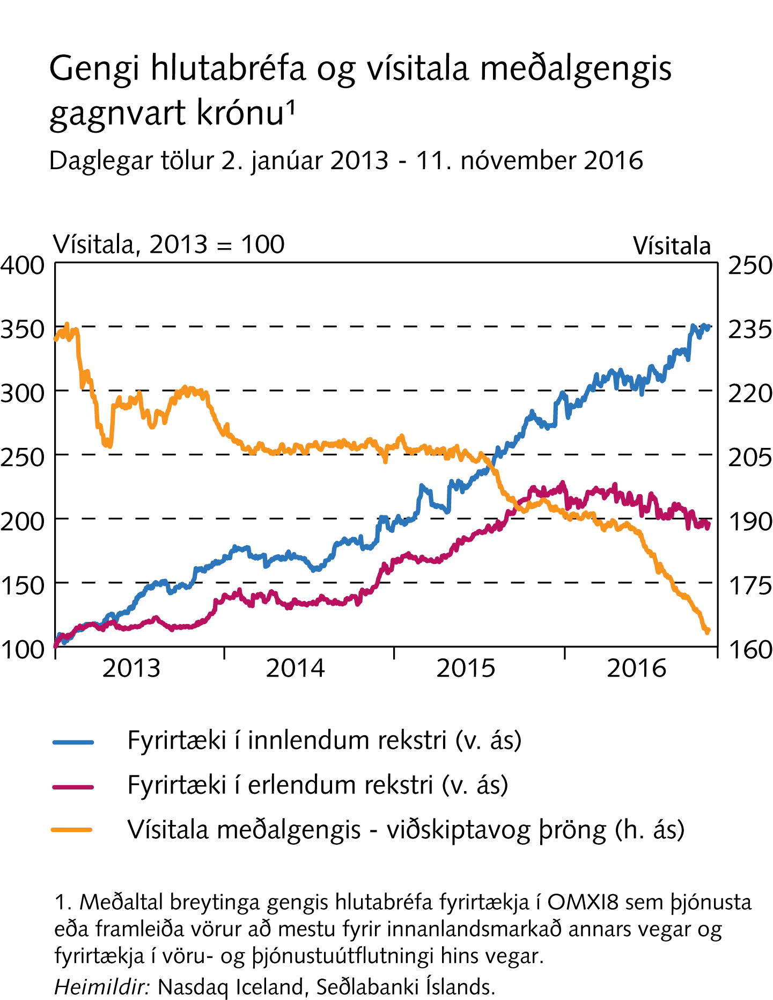 Gengi hlutabréfa og vísitala meðalgengis
gagnvart krónu¹
Daglegar tölur 2. janúar 2013 - 11. nóvember 2016
Vísitala, 2013 = 100
Vísitala
400
350
300
250
200
150
100
250
235
220
205
190
175
160
2013
2014
2015
2016
Fyrirtæki í innlendum rekstri (v. ás)
Fyrirtæki í erlendum rekstri (v. ás)
Vísitala meðalgengis - viðskiptavog þröng (h. ás)
1. Meðaltal breytinga gengis hlutabréfa fyrirtækja í OMXI8 sem þjónusta
eða framleiða vörur að mestu fyrir innanlandsmarkað annars vegar og
fyrirtækja í vöru- og þjónustuútflutningi hins vegar.
Heimildir: Nasdaq Iceland, Seðlabanki Íslands.